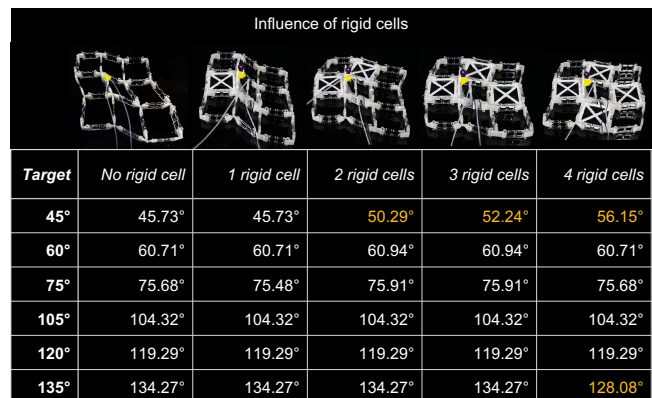 Influence of rigid cells
Target No rigid cell 1 rigid cell 2 rigid cells 3 rigid cells 4 rigid cells
45° 45.73° 45.73° 50.29° 52.24° 56.15°
60° 60.71° 60.71° 60.94° 60.94° 60.71°
75° 75.68° 75.48° 75.91° 75.91° 75.68°
105° 104.32° 104.32° 104.32° 104.32° 104.32°
120° 119.29° 119.29° 119.29° 119.29° 119.29°
135° 134.27° 134.27° 134.27° 134.27° 128.08°